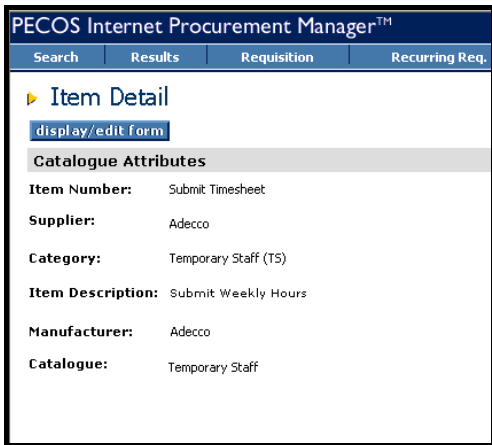 PECOS Internet Procurement Manager™
Search Results Requisition Recurring Req.
Item Detail
display/edit form
Catalogue Attributes
Item Number: Submit Timesheet
Supplier: Adecco
Category: Temporary Staff (TS)
Item Description: Submit Weekly Hours
Manufacturer: Adecco
Catalogue: Temporary Staff